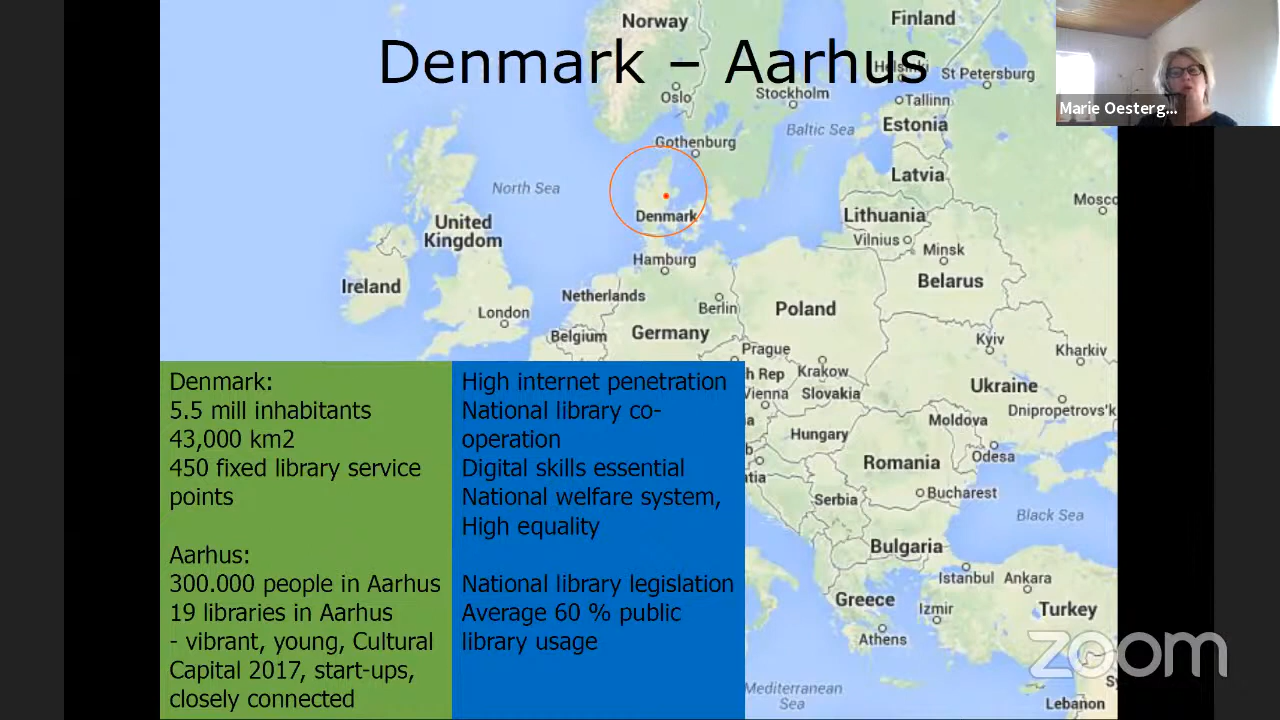 Denmark – Aarhus
Marie Oesterg...
Norway
Finland
Helsinki
St Petersburg
Oslo
Stockholm
Tallinn
Baltic Sea
Estonia
Gothenburg
Latvia
North Sea
Mosco
Denmark
Lithuania
United
Kingdom
Vilnius
Minsk
Hamburg
Belarus
Ireland
Netherlands
Berlin
Poland
London
Belgium
Germany
Kyiv
Prague
Kharkiv
h Rep
Krakow
Vienna
Slovakia
Ukraine
Dnipropetrovs'k
Moldova
Hungary
Odesa
Romania
tia
Serbia
Bucharest
Black Sea
Bulgaria
Istanbul
Ankara
Greece
Izmir
Turkey
Athens
Mediterranean
Sea
Lebanon
Sy
Denmark:
5.5 mill inhabitants
43,000 km2
450 fixed library service
points
Aarhus:
300.000 people in Aarhus
19 libraries in Aarhus
- vibrant, young, Cultural
Capital 2017, start-ups,
closely connected
High internet penetration
National library co-
operation
Digital skills essential
National welfare system,
High equality
National library legislation
Average 60 % public
library usage
zoom